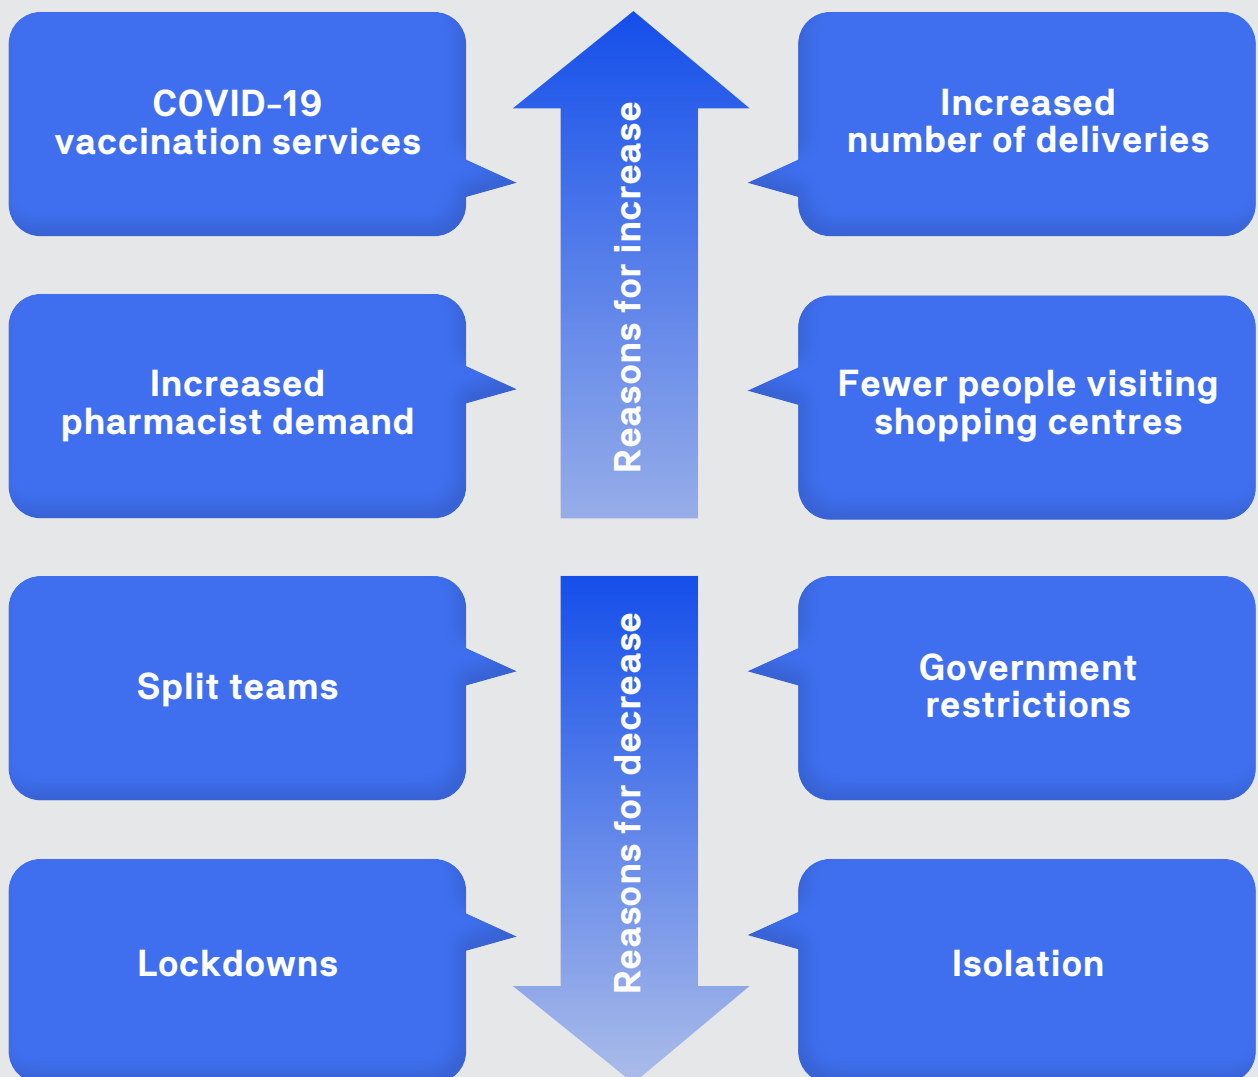 COVID-19
vaccination services
Increased
number of deliveries
Reasons for increase
Increased
pharmacist demand
Fewer people visiting
shopping centres
Split teams
Government
restrictions
Reasons for decrease
Lockdowns
Isolation